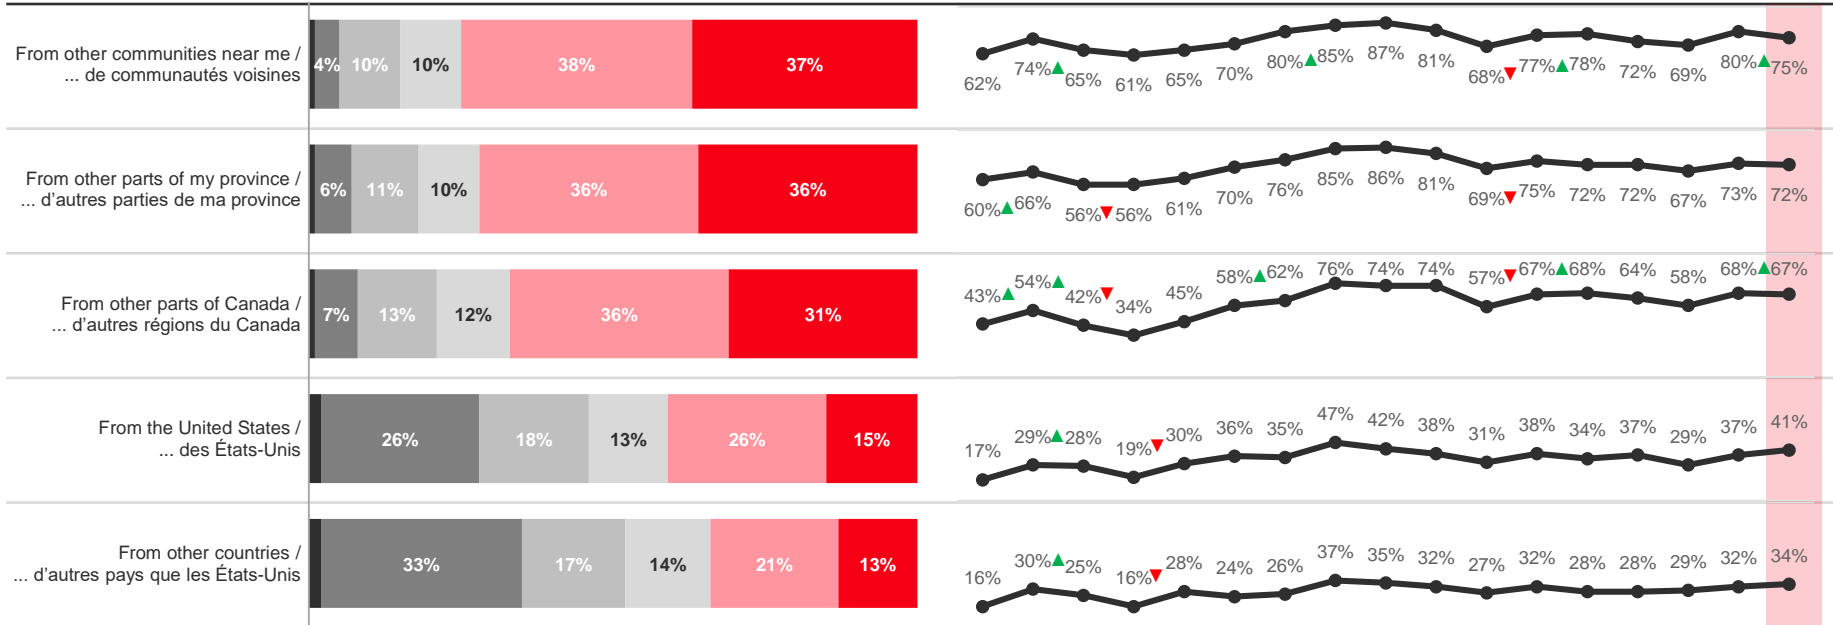 From other communities near me /
... de communautés voisines
4% 10% 10% 38% 37%
62% 74% 65% 61% 65% 70% 80% 85% 87% 81% 68% 77% 78% 72% 69% 80% 75%
From other parts of my province /
... d'autres parties de ma province
6% 11% 10% 36% 36%
60% 66% 56% 56% 61% 70% 76% 85% 86% 81% 69% 75% 72% 72% 67% 73% 72%
From other parts of Canada /
... d'autres régions du Canada
7% 13% 12% 36% 31%
43% 54% 42% 34% 45% 58% 62% 76% 74% 74% 57% 67% 68% 64% 58% 68% 67%
From the United States /
... des États-Unis
26% 18% 13% 26% 15%
17% 29% 28% 19% 30% 36% 35% 47% 42% 38% 31% 38% 34% 37% 29% 37% 41%
From other countries /
... d'autres pays que les États-Unis
33% 17% 14% 21% 13%
16% 30% 25% 16% 28% 24% 26% 37% 35% 32% 27% 32% 28% 28% 29% 32% 34%